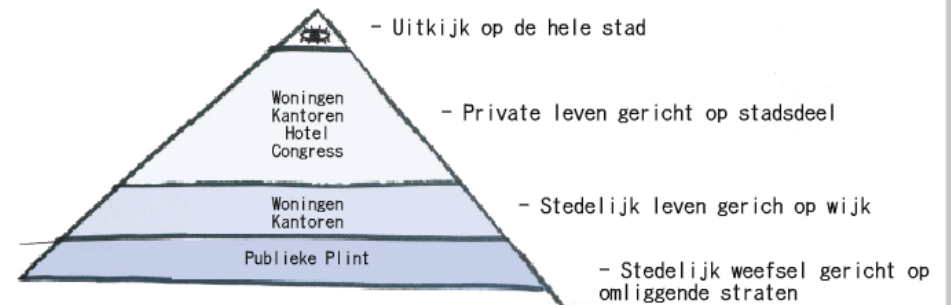 - Uitkijk op de hele stad
Woningen
Kantoren
Hotel
Congress
- Private leven gericht op stadsdeel
Woningen
Kantoren
- Stedelijk leven gerich op wijk
Publieke Plint
- Stedelijk weefsel gericht op
omliggende straten